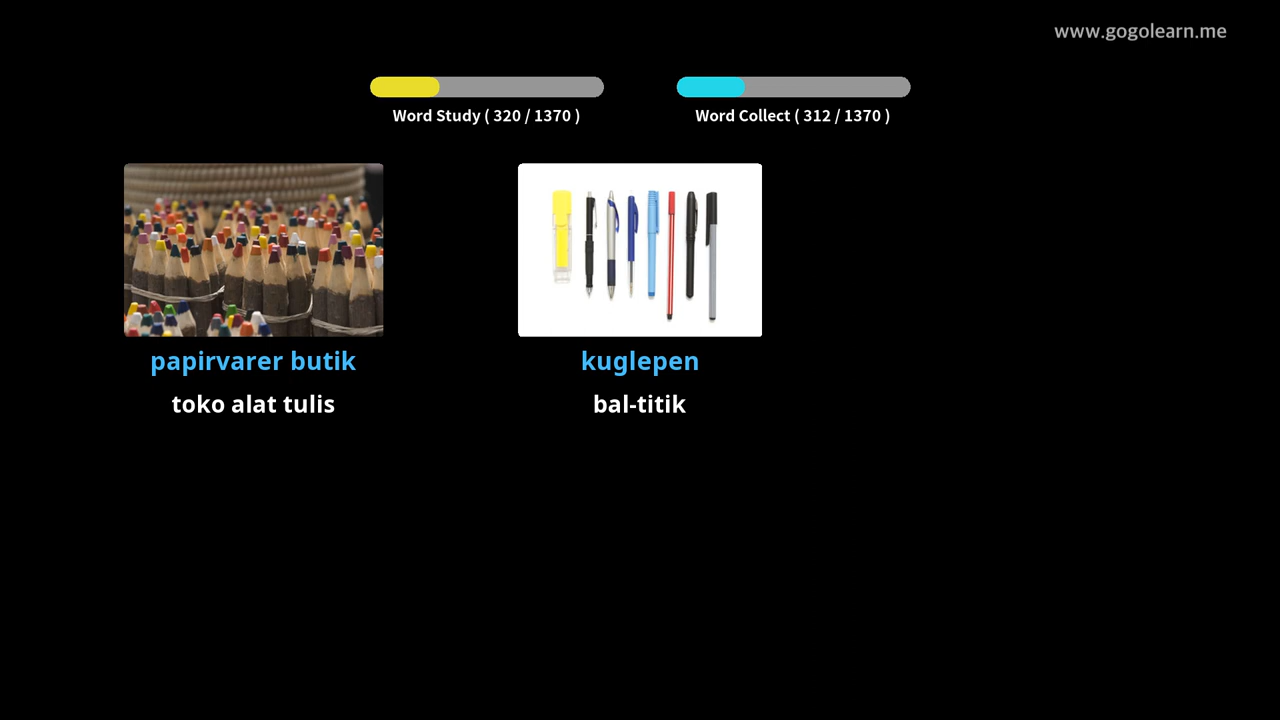 www.gogolearn.me
Word Study ( 320 / 1370 )
Word Collect ( 312 / 1370 )
papirvarer butik
toko alat tulis
kuglepen
bal-titik